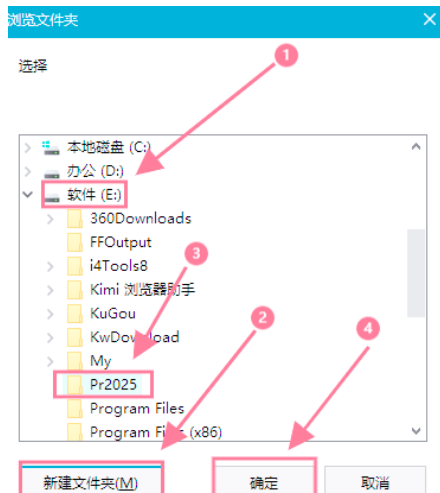 浏览文件夹
选择
1
本地磁盘 (C:)
办公 (D:)
软件 (E:)
360Downloads
FFOutput
i4Tools8
3
Kimi 浏览器助手
KuGou
2
4
KwDownload
My
Pr2025
Program Files
Program Files (x86)
新建文件夹(M)
确定
取消